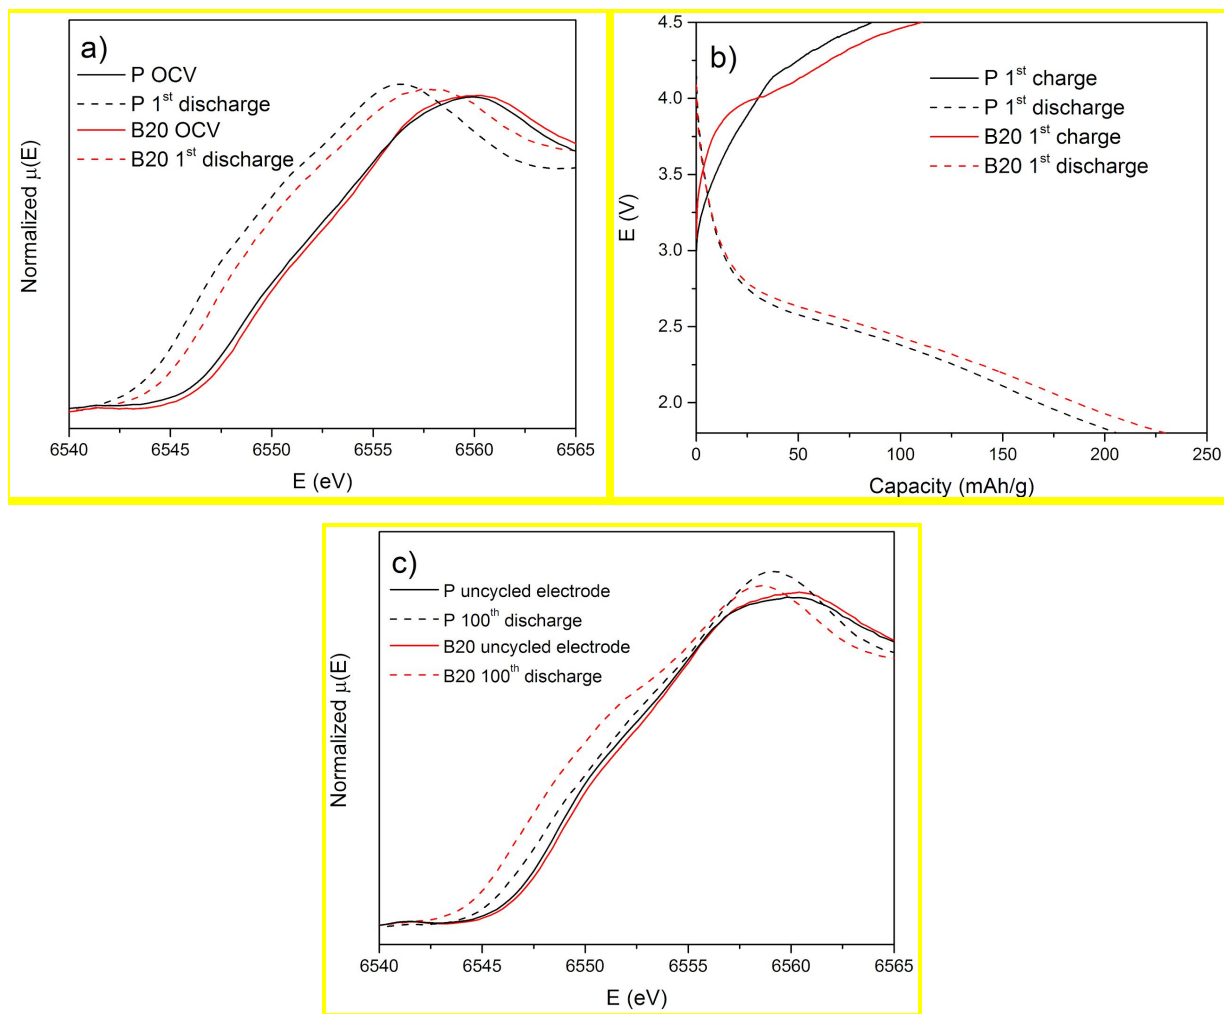 a)
P OCV
P 1st discharge
B20 OCV
B20 1st discharge
Normalized μ(E)
6540 6545 6550 6555 6560 6565
E (eV)
b)
P 1st charge
P 1st discharge
B20 1st charge
B20 1st discharge
E (V)
4.5
4.0
3.5
3.0
2.5
2.0
0 50 100 150 200 250
Capacity (mAh/g)
c)
P uncycled electrode
P 100th discharge
B20 uncycled electrode
B20 100th discharge
Normalized μ(E)
6540 6545 6550 6555 6560 6565
E (eV)